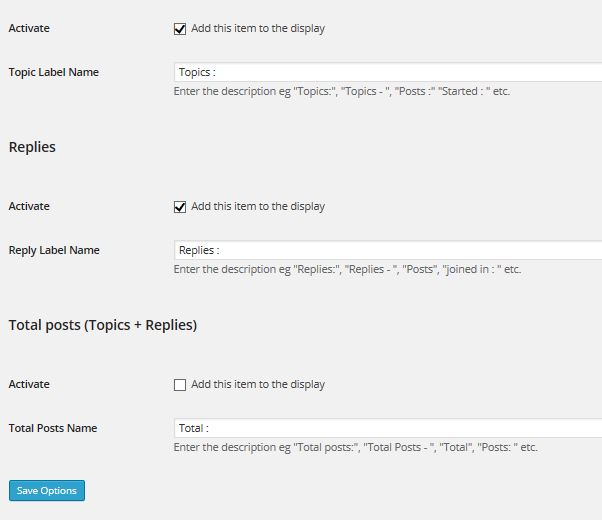 Activate Add this item to the display
Topic Label Name Topics :
Enter the description eg "Topics:", "Topics - ", "Posts :" "Started : " etc.
Replies
Activate Add this item to the display
Reply Label Name Replies :
Enter the description eg "Replies:", "Replies - ", "Posts", "joined in : " etc.
Total posts (Topics + Replies)
Activate Add this item to the display
Total Posts Name Total :
Enter the description eg "Total posts:", "Total Posts - ", "Total", "Posts: " etc.
Save Options